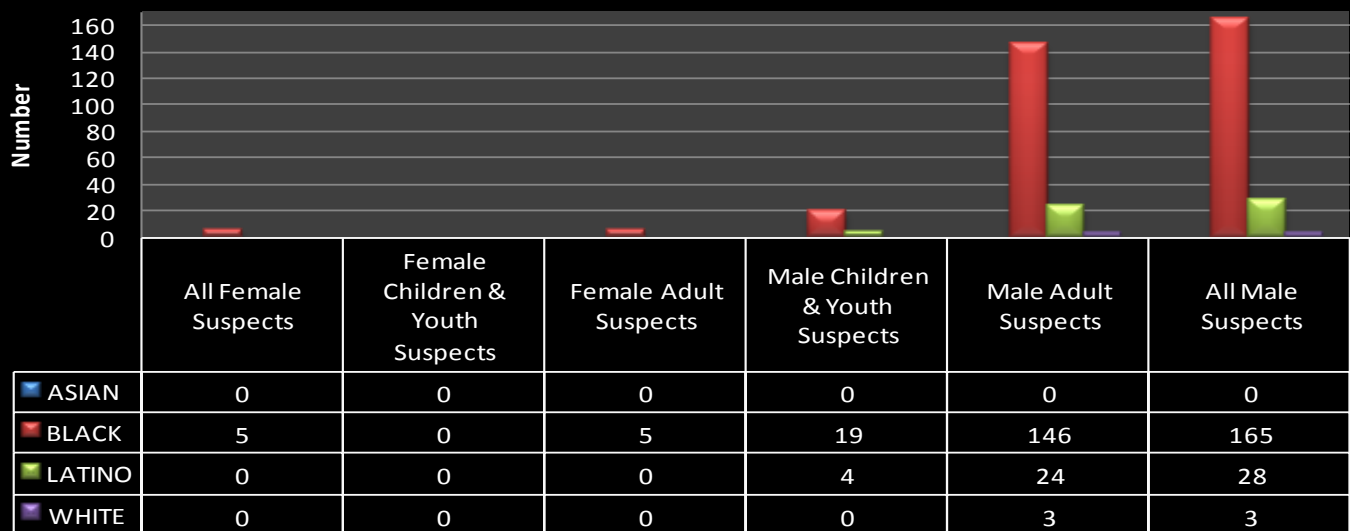 160
140
120
100
80
60
40
20
0
Number
All Female
Suspects
Female
Children &
Youth
Suspects
Female Adult
Suspects
Male Children
& Youth
Suspects
Male Adult
Suspects
All Male
Suspects
ASIAN 0 0 0 0 0 0
BLACK 5 0 5 19 146 165
LATINO 0 0 0 4 24 28
WHITE 0 0 0 0 3 3